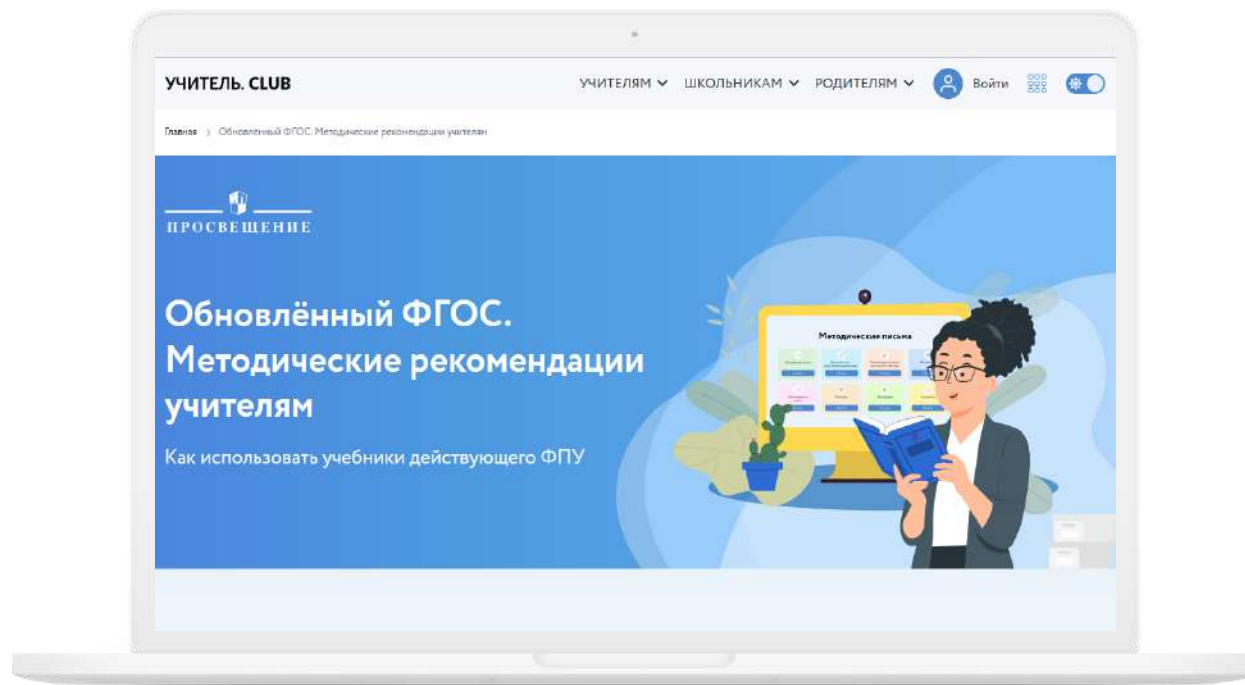 УЧИТЕЛЬ. CLUB
УЧИТЕЛЯМ ШКОЛЬНИКАМ РОДИТЕЛЯМ Войти
Главная > Обновлённый ФГОС. Методические рекомендации учителям
ПРОСВЕЩЕНИЕ
Обновлённый ФГОС.
Методические рекомендации
учителям
Как использовать учебники действующего ФПУ
Методические письма